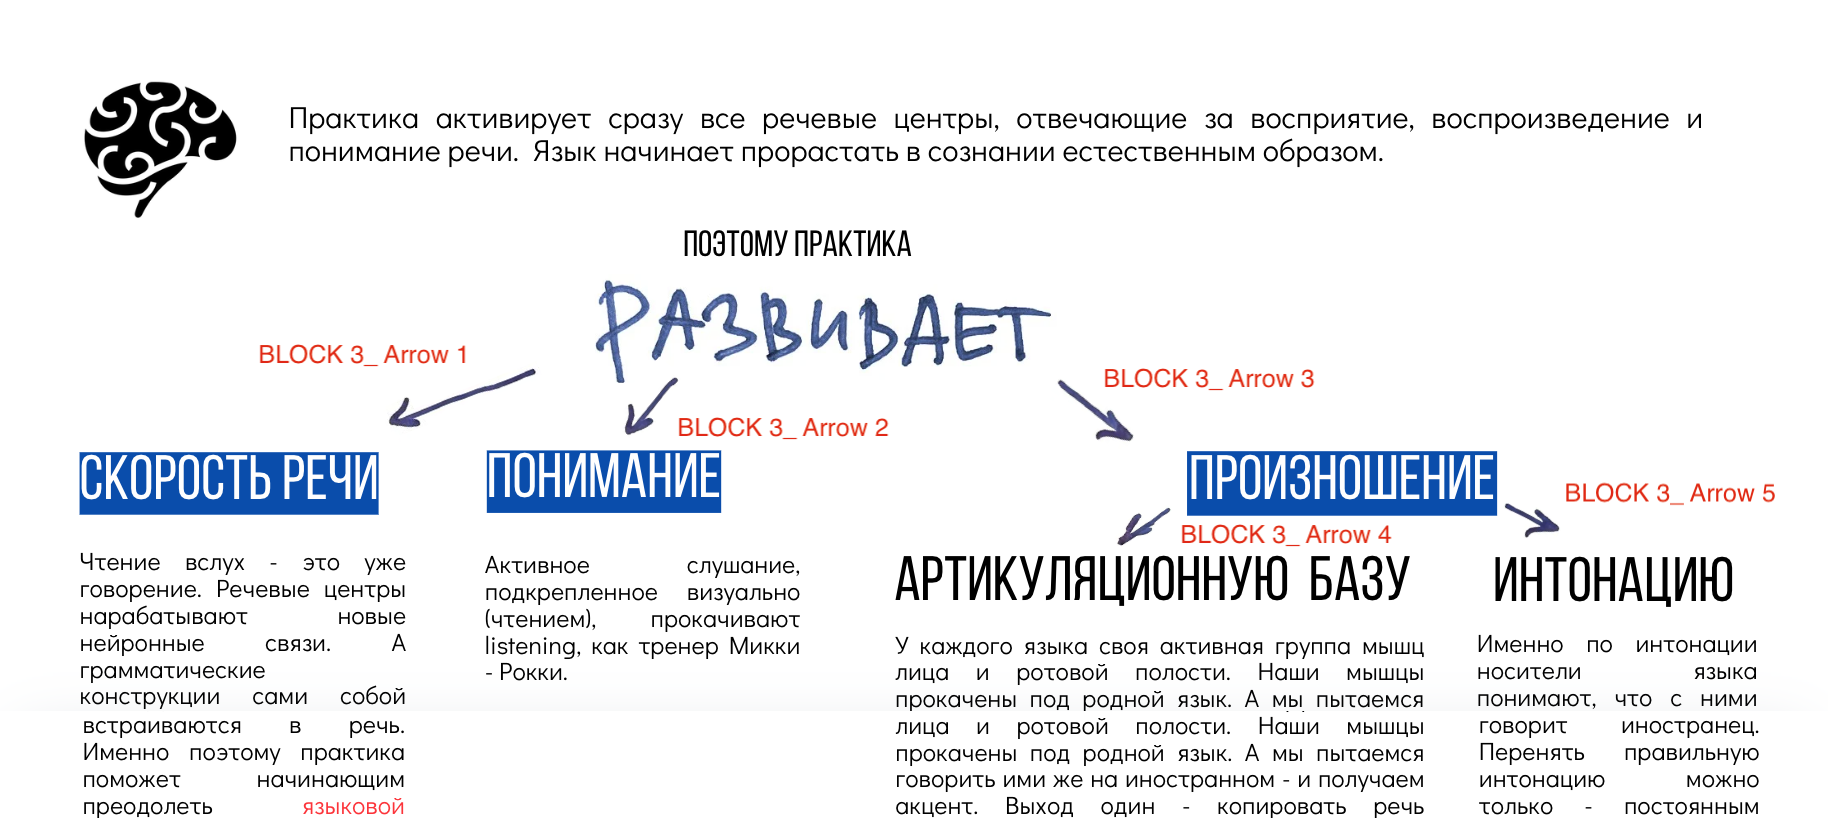 Практика активирует сразу все речевые центры, отвечающие за восприятие, воспроизведение и
понимание речи. Язык начинает прорастать в сознании естественным образом.
ПОЭТОМУ ПРАКТИКА
РАЗВИВАЕТ
BLOCK 3_ Arrow 1
BLOCK 3_ Arrow 2
BLOCK 3_ Arrow 3
СКОРОСТЬ РЕЧИ
Чтение вслух - это уже
говорение. Речевые центры
нарабатывают новые
нейронные связи. А
грамматические
конструкции сами собой
встраиваются в речь.
Именно поэтому практика
поможет начинающим
преодолеть языковой
ПОНИМАНИЕ
Активное слушание,
подкрепленное визуально
(чтением), прокачивают
listening, как тренер Микки
- Рокки.
ПРОИЗНОШЕНИЕ
BLOCK 3_ Arrow 4
BLOCK 3_ Arrow 5
АРТИКУЛЯЦИОННУЮ БАЗУ
У каждого языка своя активная группа мышц
лица и ротовой полости. Наши мышцы
прокачены под родной язык. А мы пытаемся
лица и ротовой полости. Наши мышцы
прокачены под родной язык. А мы пытаемся
говорить ими же на иностранном - и получаем
акцент. Выход один - копировать речь
ИНТОНАЦИЮ
Именно по интонации
носители языка
понимают, что с ними
говорит иностранец.
Перенять правильную
интонацию можно
только - постоянным